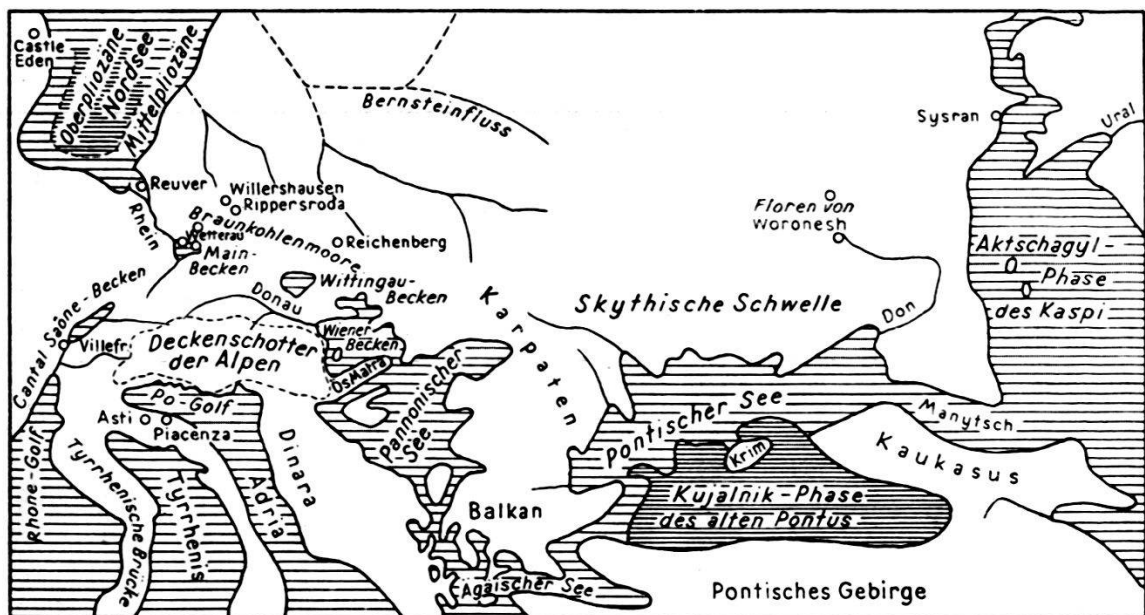 Castle
Eden
Oberpliozäne
Nordsee
Mittelpliozäne
Bernsteinfluss
Sysran
Ural
Reuver
Willershausen
Rippersroda
Rhein
Braunkohlenmoore
Wetterau
Main-
Becken
Reichenberg
Floren von
Woronesh
Aktschagyl-
Phase
des Kaspi
Wittingau-
Becken
Donau
Karpaten
Skythische Schwelle
Don
Cantal
Saône-Becken
Villefr.
Deckenschotter
der Alpen
Wiener
Becken
Pannonischer
See
Po-Golf
Asti
Piacenza
Pontischer See
Manytsch
Krim
Kaukasus
Rhone-Golf
Tyrrhenische Brücke
Tyrrhenis
Adria
Dinara
Balkan
Kujalnik-Phase
des alten Pontus
Ägäischer See
Pontisches Gebirge